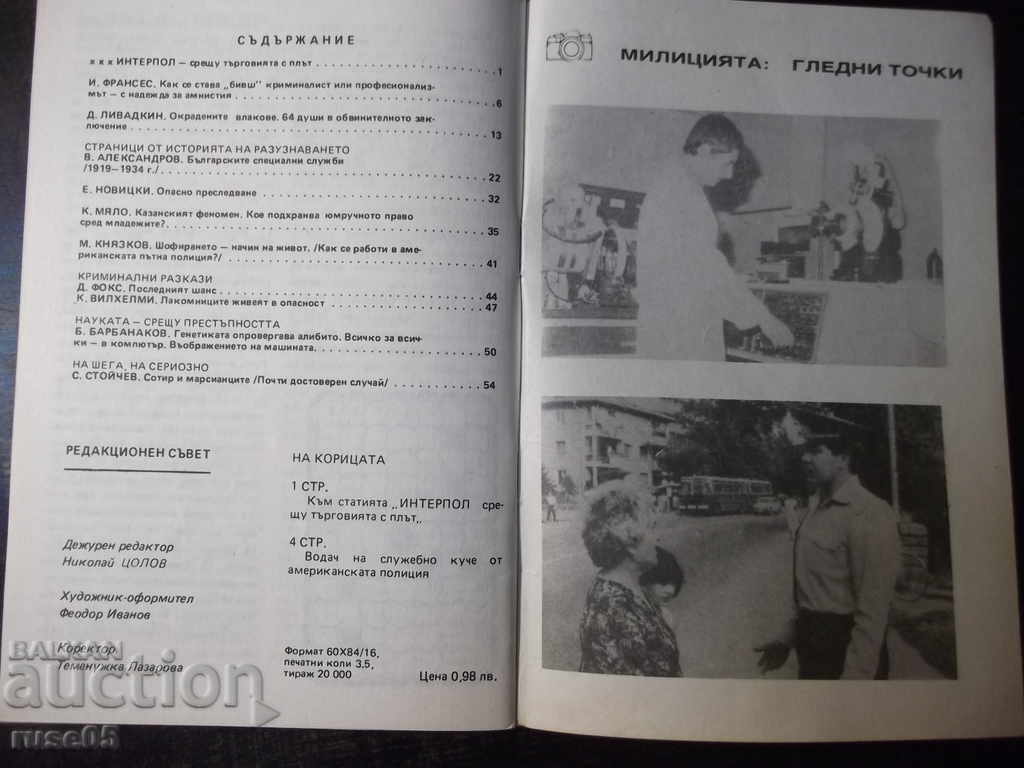 СЪДЪРЖАНИЕ
x x x ИНТЕРПОЛ — срещу търговията с плът . . . . . . . . . . . . . . . . . . . . 1
И. ФРАНСЕС. Как се става „бивш" криминалист или професионализ-
мът — с надежда за амнистия . . . . . . . . . . . . . . . . . . . . . . . . . . 6
Д. ЛИВАДКИН. Окрадените влакове. 64 души в обвинителното зак-
лючение . . . . . . . . . . . . . . . . . . . . . . . . . . . . . . . . . . . . 13
СТРАНИЦИ ОТ ИСТОРИЯТА НА РАЗУЗНАВАНЕТО
В. АЛЕКСАНДРОВ. Българските специални служби
/1919—1934 г./ . . . . . . . . . . . . . . . . . . . . . . . . . . . . . . . . 22
Е. НОВИЦКИ. Опасно преследване . . . . . . . . . . . . . . . . . . . . . . . 32
К. МЯЛО. Казанският феномен. Кое подхранва юмручното право
сред младежите? . . . . . . . . . . . . . . . . . . . . . . . . . . . . . . . 35
М. КНЯЗКОВ. Шофирането — начин на живот. /Как се работи в аме-
риканската пътна полиция?/ . . . . . . . . . . . . . . . . . . . . . . . . . 41
КРИМИНАЛНИ РАЗКАЗИ
Д. ФОКС. Последният шанс . . . . . . . . . . . . . . . . . . . . . . . . . . 44
К. ВИЛХЕЛМИ. Лакомниците живеят в опасност . . . . . . . . . . . . . . . . 47
НАУКАТА — СРЕЩУ ПРЕСТЪПНОСТТА
Б. БАРБАНАКОВ. Генетиката опровергава алибито. Всичко за всич-
ки — в компютър. Въображението на машината. . . . . . . . . . . . . . . . . 50
НА ШЕГА, НА СЕРИОЗНО
С. СТОЙЧЕВ. Сотир и марсианците /Почти достоверен случай/ . . . . . . . . . 54
РЕДАКЦИОНЕН СЪВЕТ
Дежурен редактор
Николай ЦОЛОВ
Художник-оформител
Феодор Иванов
Коректор
Теменужка Лазарова
НА КОРИЦАТА
1 СТР.
Към статията „ИНТЕРПОЛ сре-
щу търговията с плът„
4 СТР.
Водач на служебно куче от
американската полиция
Формат 60X84/16,
печатни коли 3.5,
тираж 20 000
Цена 0,98 лв.
МИЛИЦИЯТА: ГЛЕДНИ ТОЧКИ
БАЛКАН
auction
ruse05